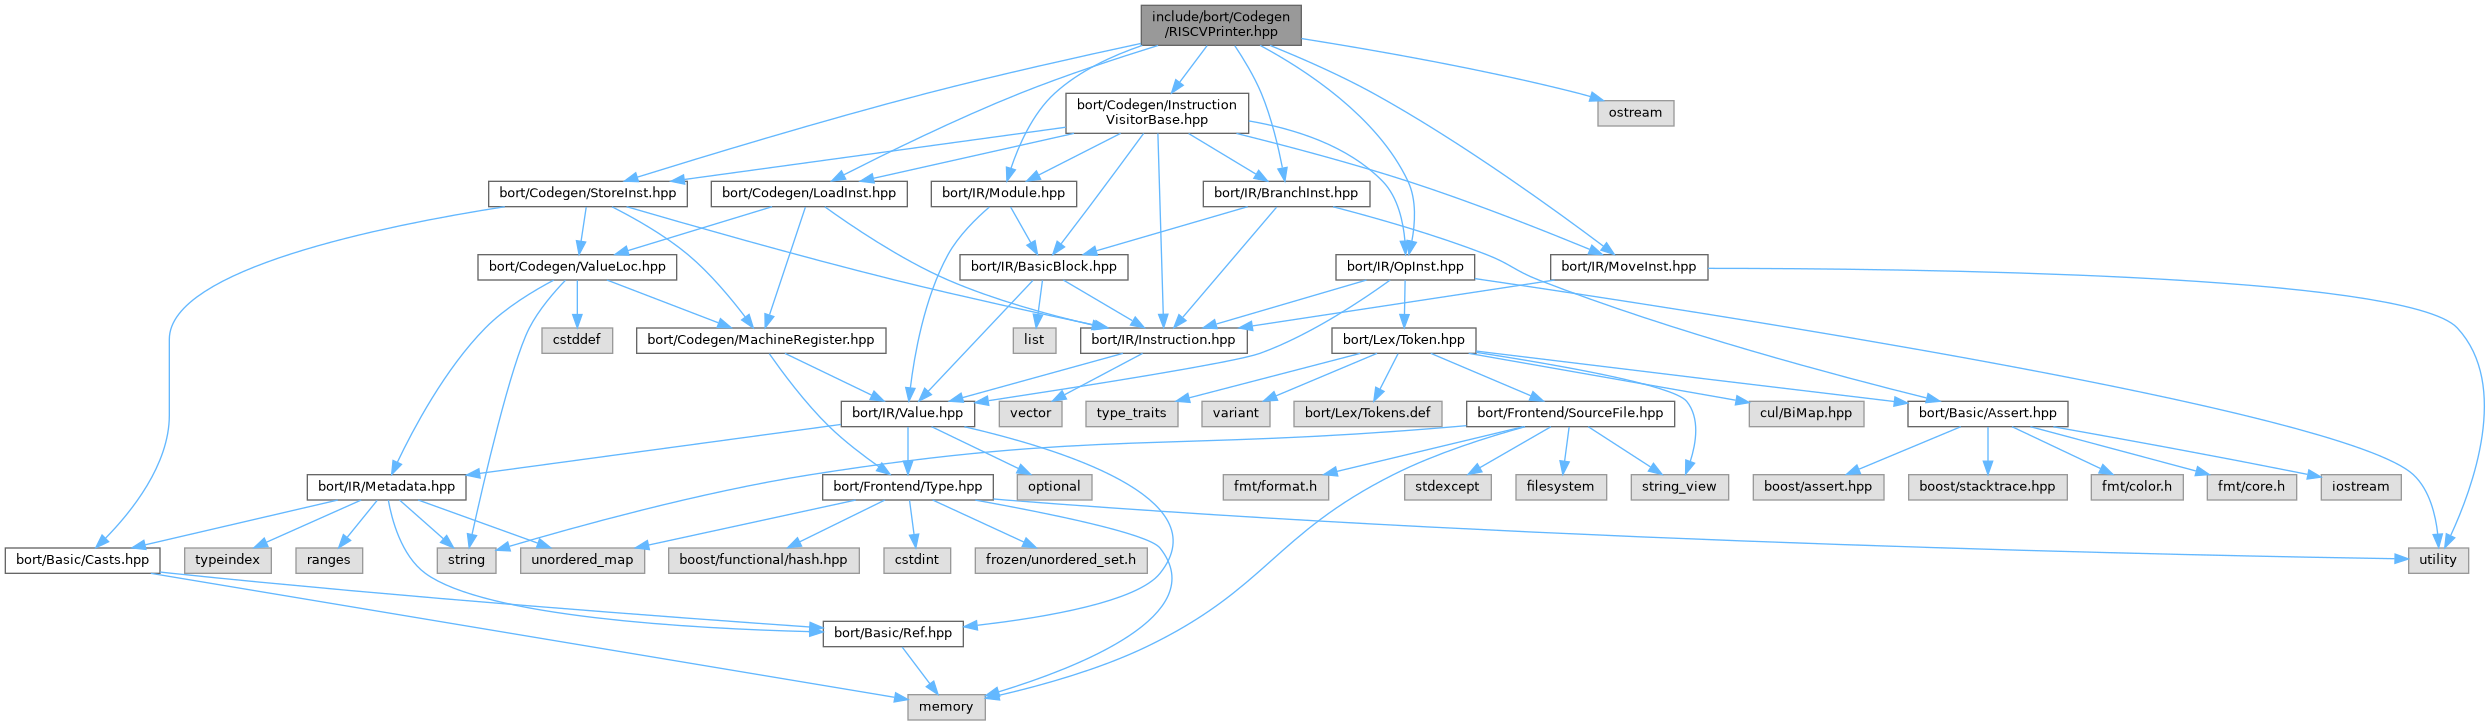 include/bort/Codegen
/RISCVPrinter.hpp
bort/Codegen/Instruction
VisitorBase.hpp
ostream
bort/Codegen/StoreInst.hpp
bort/Codegen/LoadInst.hpp
bort/IR/Module.hpp
bort/IR/BranchInst.hpp
bort/Codegen/ValueLoc.hpp
bort/IR/BasicBlock.hpp
bort/IR/OpInst.hpp
bort/IR/MoveInst.hpp
cstddef
bort/Codegen/MachineRegister.hpp
list
bort/IR/Instruction.hpp
bort/Lex/Token.hpp
bort/IR/Value.hpp
vector
type_traits
variant
bort/Lex/Tokens.def
bort/Frontend/SourceFile.hpp
cul/BiMap.hpp
bort/Basic/Assert.hpp
bort/IR/Metadata.hpp
bort/Frontend/Type.hpp
optional
fmt/format.h
stdexcept
filesystem
string_view
boost/assert.hpp
boost/stacktrace.hpp
fmt/color.h
fmt/core.h
iostream
bort/Basic/Casts.hpp
typeindex
ranges
string
unordered_map
boost/functional/hash.hpp
cstdint
frozen/unordered_set.h
utility
bort/Basic/Ref.hpp
memory